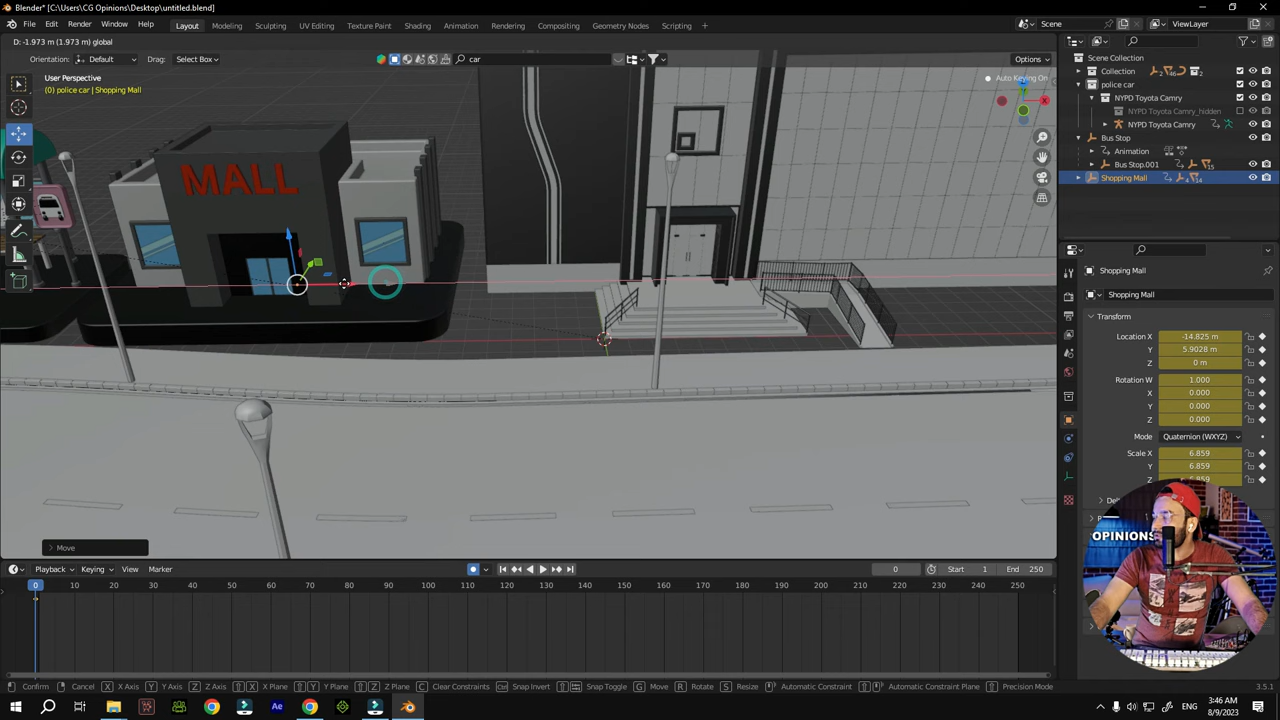 Blender* [C:\Users\CG Opinions\Desktop\untitled.blend]
File Edit Render Window Help Layout Modeling Sculpting UV Editing Texture Paint Shading Animation Rendering Compositing Geometry Nodes Scripting + Scene ViewLayer
D: -1.973 m (1.973 m) global
Orientation: Default Drag: Select Box car Options
User Perspective
(0) police car | Shopping Mall
Auto Keying On
MALL
Scene Collection
Collection
police car
NYPD Toyota Camry
NYPD Toyota Camry_hidden
NYPD Toyota Camry
Bus Stop
Animation
Bus Stop.001
Shopping Mall
Shopping Mall
Shopping Mall
Transform
Location X -14.825 m
Y 5.9028 m
Z 0 m
Rotation W 1.000
X 0.000
Y 0.000
Z 0.000
Mode Quaternion (WXYZ)
Scale X 6.859
Y 6.859
Z 6.859
OPINIONS
Move
Playback Keying View Marker 0 Start 1 End 250
0 10 20 30 40 50 60 70 80 90 100 110 120 130 140 150 160 170 180 190 200 210 220 230 240 250
Confirm Cancel X X Axis Y Y Axis Z Z Axis X X Plane Y Y Plane Z Z Plane C Clear Constraints Ctrl Snap Invert Snap Toggle G Move R Rotate S Resize Automatic Constraint Automatic Constraint Plane Precision Mode 3.5.1
3:46 AM
8/9/2023